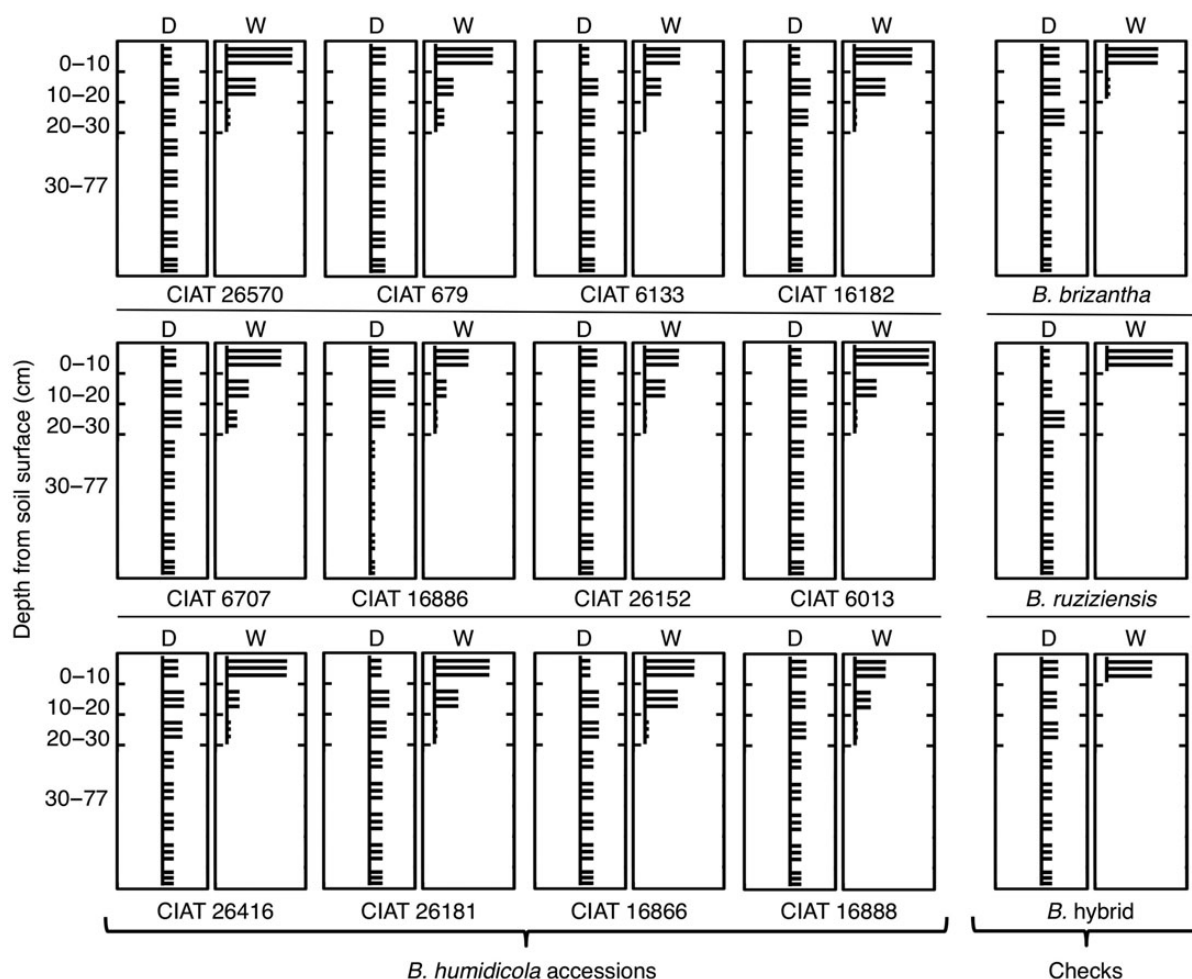 D W D W D W D W D W
0–10
10–20
20–30
30–77
CIAT 26570 CIAT 679 CIAT 6133 CIAT 16182 B. brizantha
D W D W D W D W D W
0–10
10–20
20–30
30–77
CIAT 6707 CIAT 16886 CIAT 26152 CIAT 6013 B. ruziziensis
D W D W D W D W D W
0–10
10–20
20–30
30–77
CIAT 26416 CIAT 26181 CIAT 16866 CIAT 16888 B. hybrid
Depth from soil surface (cm)
B. humidicola accessions Checks